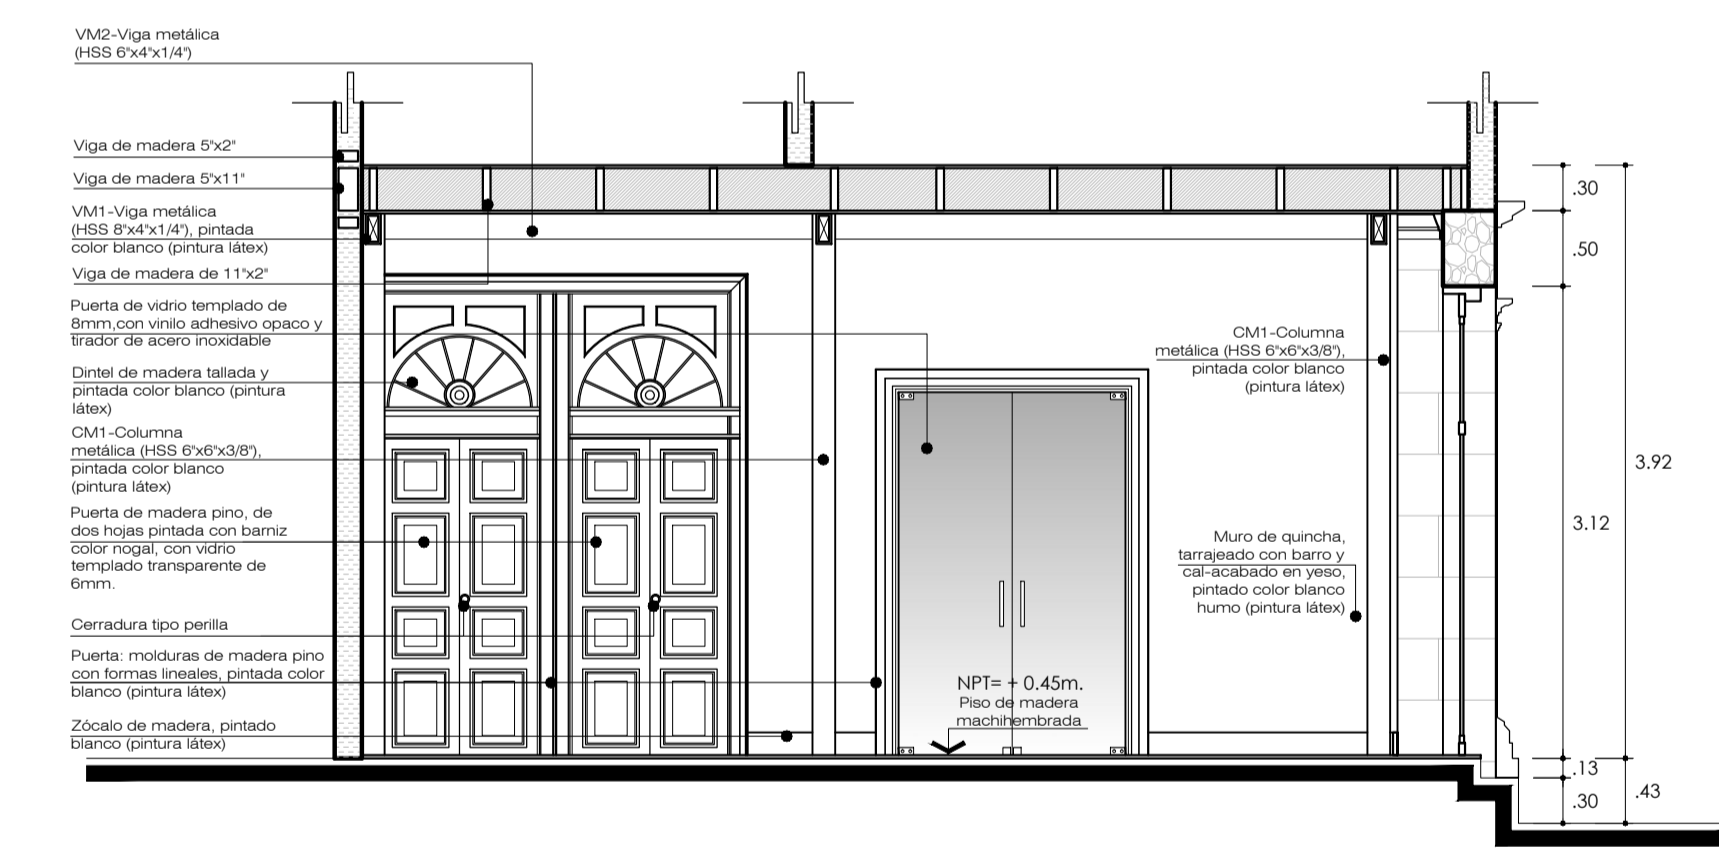 VM2-Viga metálica
(HSS 6"x4"x1/4")
Viga de madera 5"x2"
Viga de madera 5"x11"
VM1-Viga metálica
(HSS 8"x4"x1/4"), pintada
color blanco (pintura látex)
Viga de madera de 11"x2"
Puerta de vidrio templado de
8mm,con vinilo adhesivo opaco y
tirador de acero inoxidable
Dintel de madera tallada y
pintada color blanco (pintura
látex)
CM1-Columna
metálica (HSS 6"x6"x3/8"),
pintada color blanco
(pintura látex)
Puerta de madera pino, de
dos hojas pintada con barniz
color nogal, con vidrio
templado transparente de
6mm.
Cerradura tipo perilla
Puerta: molduras de madera pino
con formas lineales, pintada color
blanco (pintura látex)
Zócalo de madera, pintado
blanco (pintura látex)
NPT= + 0.45m.
Piso de madera
machihembrada
CM1-Columna
metálica (HSS 6"x6"x3/8"),
pintada color blanco
(pintura látex)
Muro de quincha,
tarrajeado con barro y
cal-acabado en yeso,
pintado color blanco
humo (pintura látex)
.30
.50
3.92
3.12
.13
.30
.43